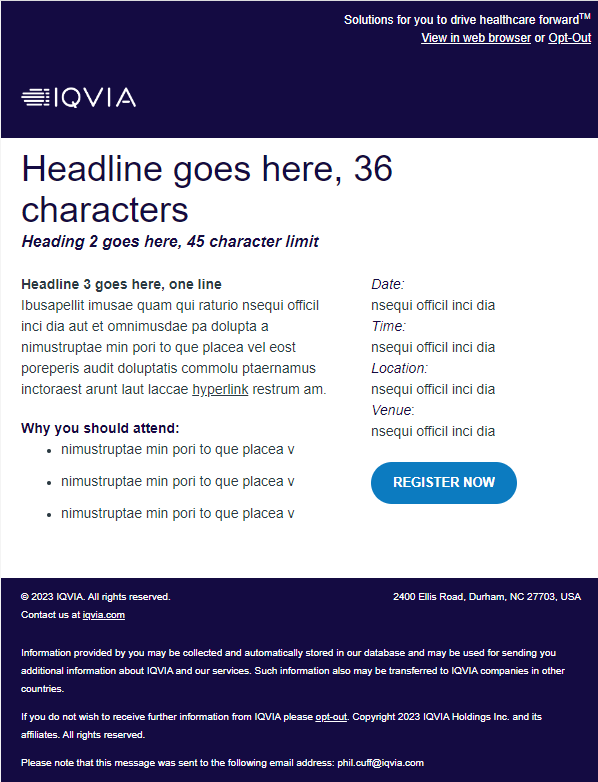 Solutions for you to drive healthcare forward™
View in web browser or Opt-Out
IQVIA
Headline goes here, 36
characters
Heading 2 goes here, 45 character limit
Headline 3 goes here, one line
Ibusapellit imusae quam qui raturio nsequi officil
inci dia aut et omnimusdae pa dolupta a
nimustruptae min pori to que placea vel eost
poreperis audit doluptatis commolu ptaernamus
inctoraest arunt laut laccae hyperlink restrum am.
Why you should attend:
• nimustruptae min pori to que placea v
• nimustruptae min pori to que placea v
• nimustruptae min pori to que placea v
Date:
nsequi officil inci dia
Time:
nsequi officil inci dia
Location:
nsequi officil inci dia
Venue:
nsequi officil inci dia
REGISTER NOW
© 2023 IQVIA. All rights reserved.
Contact us at iqvia.com
2400 Ellis Road, Durham, NC 27703, USA
Information provided by you may be collected and automatically stored in our database and may be used for sending you
additional information about IQVIA and our services. Such information also may be transferred to IQVIA companies in other
countries.
If you do not wish to receive further information from IQVIA please opt-out. Copyright 2023 IQVIA Holdings Inc. and its
affiliates. All rights reserved.
Please note that this message was sent to the following email address: phil.cuff@iqvia.com